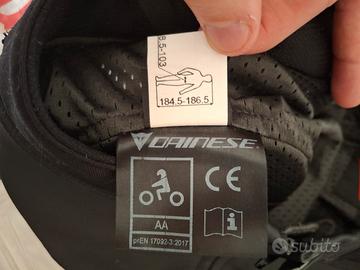 8.5-103
184.5-186.5
DAINESE
CE
AA
prEN 17092-3:2017
i
subito